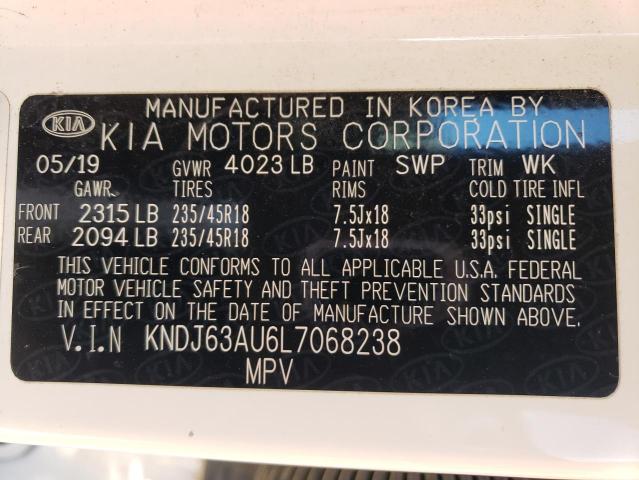 KIA MANUFACTURED IN KOREA BY
KIA MOTORS CORPORATION
05/19 GVWR 4023 LB PAINT SWP TRIM WK
GAWR TIRES RIMS COLD TIRE INFL
FRONT 2315 LB 235/45R18 7.5Jx18 33psi SINGLE
REAR 2094 LB 235/45R18 7.5Jx18 33psi SINGLE
THIS VEHICLE CONFORMS TO ALL APPLICABLE U.S.A. FEDERAL
MOTOR VEHICLE SAFETY AND THEFT PREVENTION STANDARDS
IN EFFECT ON THE DATE OF MANUFACTURE SHOWN ABOVE.
V.I.N KNDJ63AU6L7068238
MPV